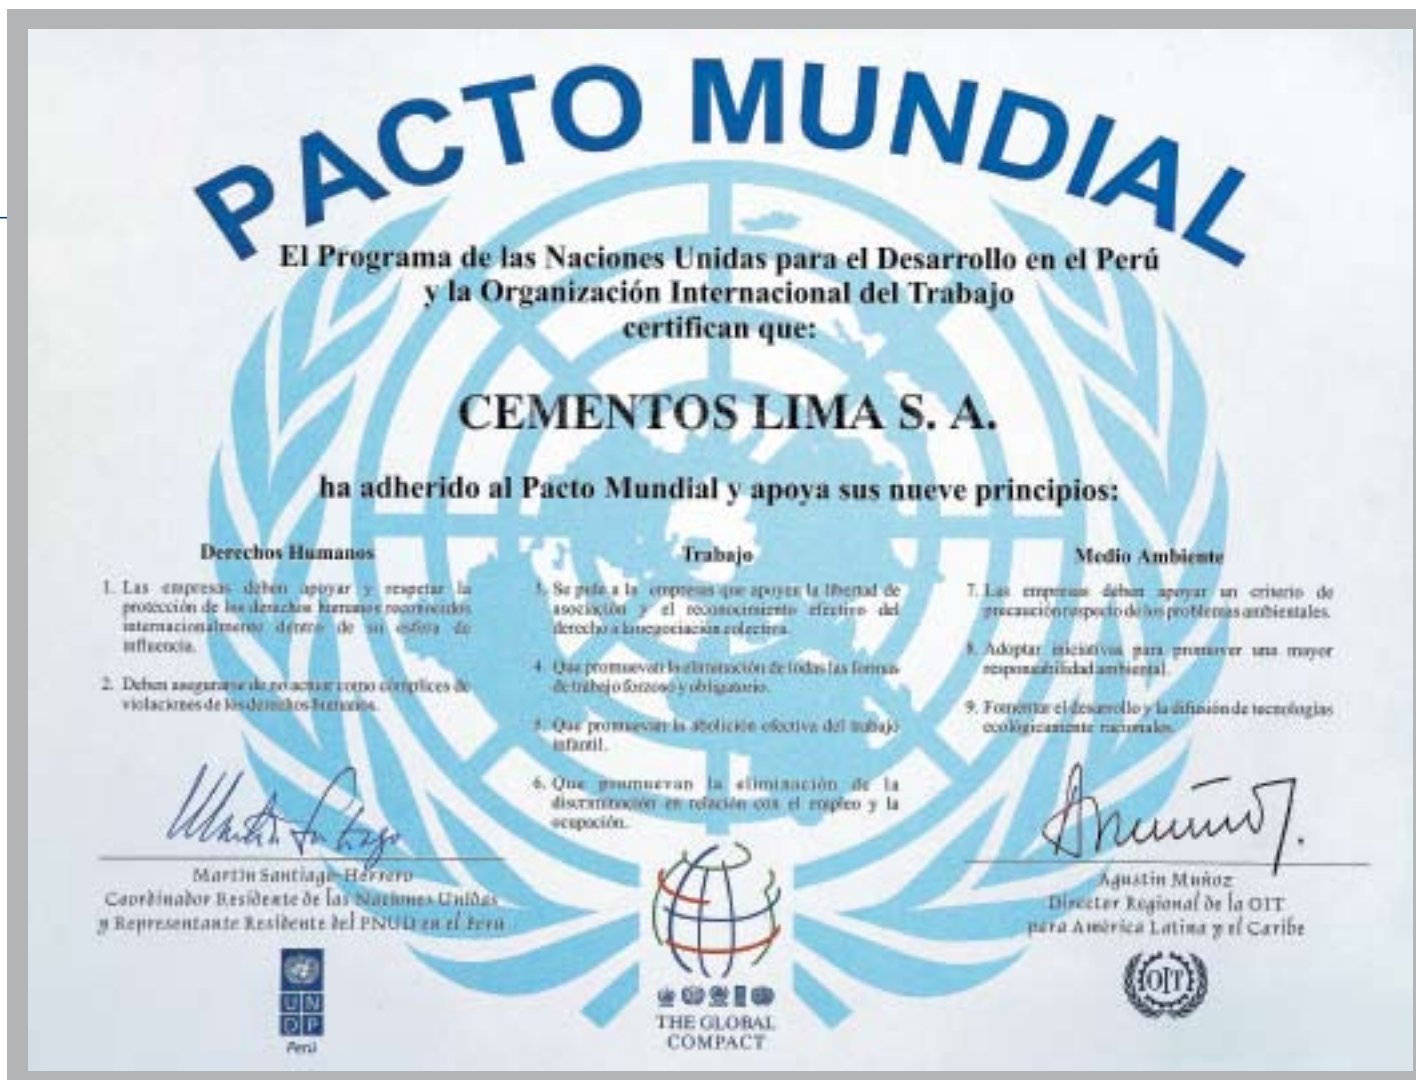 PACTO MUNDIAL
El Programa de las Naciones Unidas para el Desarrollo en el Perú
y la Organización Internacional del Trabajo
certifican que:
CEMENTOS LIMA S. A.
ha adherido al Pacto Mundial y apoya sus nueve principios:
Derechos Humanos
1. Las empresas deben apoyar y respetar la
protección de los derechos humanos reconocidos
internacionalmente dentro de su esfera de
influencia.
2. Deben asegurarse de no actuar como cómplices de
violaciones de los derechos humanos.
Trabajo
3. Se pide a la empresas que apoyen la libertad de
asociación y el reconocimiento efectivo del
derecho a la negociación colectiva.
4. Que promuevan la eliminación de todas las formas
de trabajo forzoso y obligatorio.
5. Que promuevan la abolición efectiva del trabajo
infantil.
6. Que promuevan la eliminación de la
discriminación en relación con el empleo y la
ocupación.
Medio Ambiente
7. Las empresas deben apoyar un criterio de
precaución respecto de los problemas ambientales.
8. Adoptar iniciativas para promover una mayor
responsabilidad ambiental.
9. Fomentar el desarrollo y la difusión de tecnologías
ecológicamente racionales.
Martin Santiago
Martin Santiago-Herrero
Coordinador Residente de las Naciones Unidas
y Representante Residente del PNUD en el Perú
UN
DP
Perú
THE GLOBAL
COMPACT
Agustin Muñoz
Director Regional de la OIT
para América Latina y el Caribe
OIT